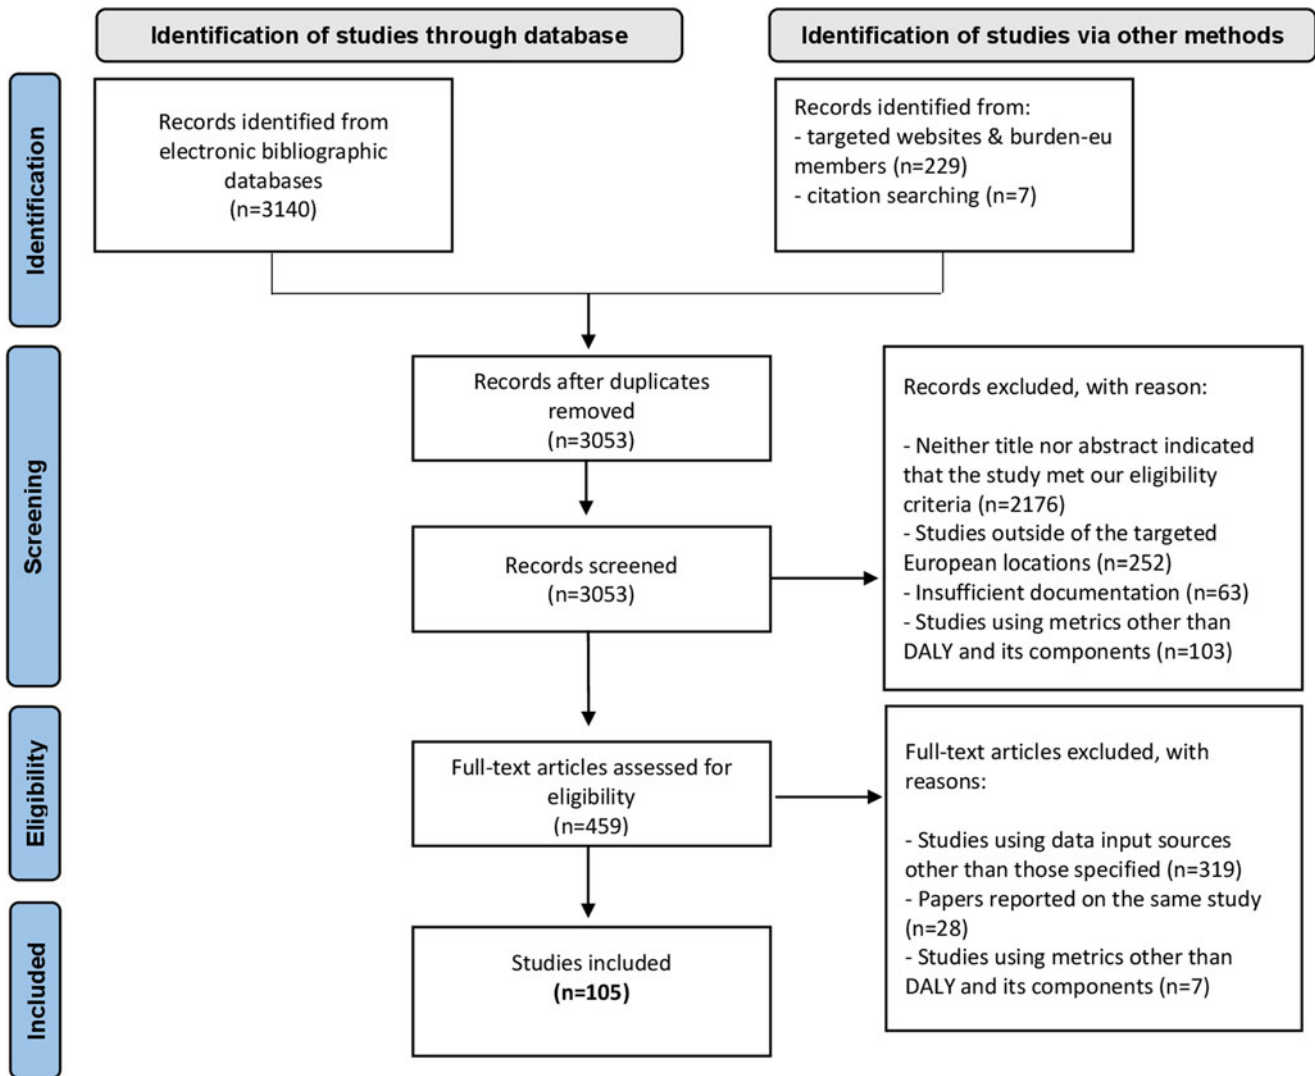 Identification of studies through database
Identification of studies via other methods
Identification
Records identified from
electronic bibliographic
databases
(n=3140)
Records identified from:
- targeted websites & burden-eu
members (n=229)
- citation searching (n=7)
Screening
Records after duplicates
removed
(n=3053)
Records screened
(n=3053)
Records excluded, with reason:
- Neither title nor abstract indicated
that the study met our eligibility
criteria (n=2176)
- Studies outside of the targeted
European locations (n=252)
- Insufficient documentation (n=63)
- Studies using metrics other than
DALY and its components (n=103)
Eligibility
Full-text articles assessed for
eligibility
(n=459)
Full-text articles excluded, with
reasons:
- Studies using data input sources
other than those specified (n=319)
- Papers reported on the same study
(n=28)
- Studies using metrics other than
DALY and its components (n=7)
Included
Studies included
(n=105)